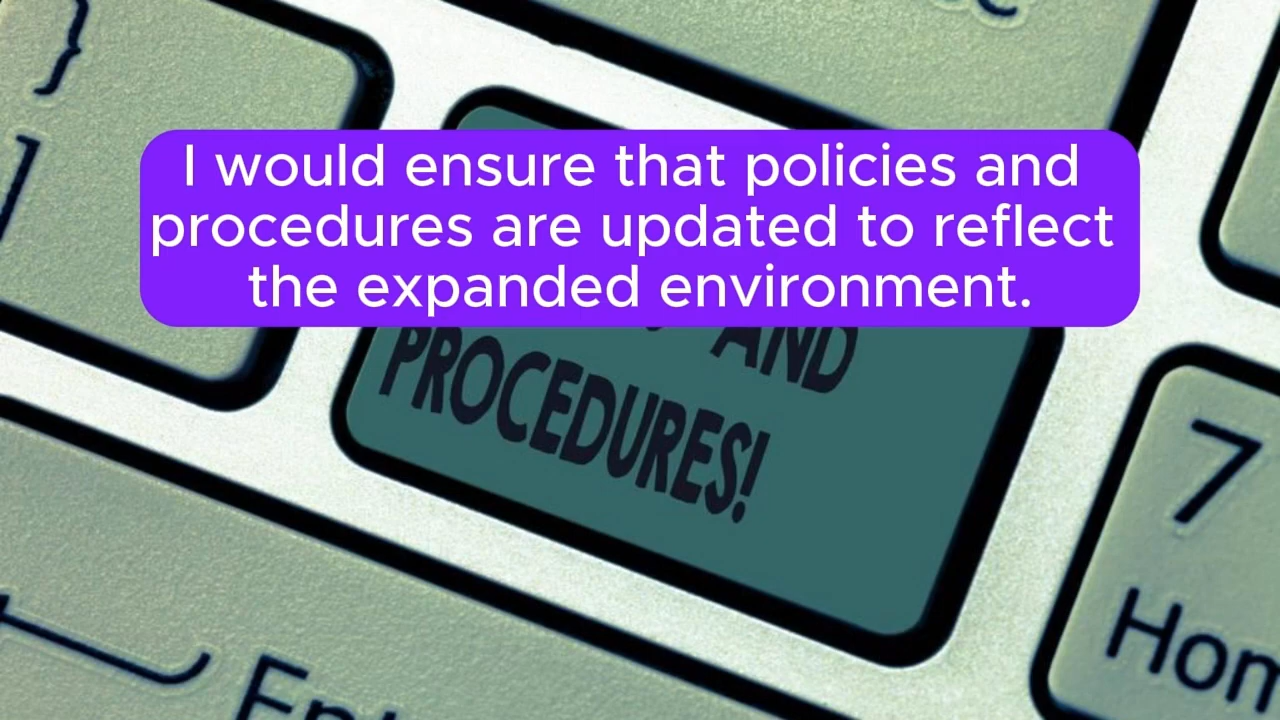 }
]
I would ensure that policies and
procedures are updated to reflect
the expanded environment.
AND
PROCEDURES!
7